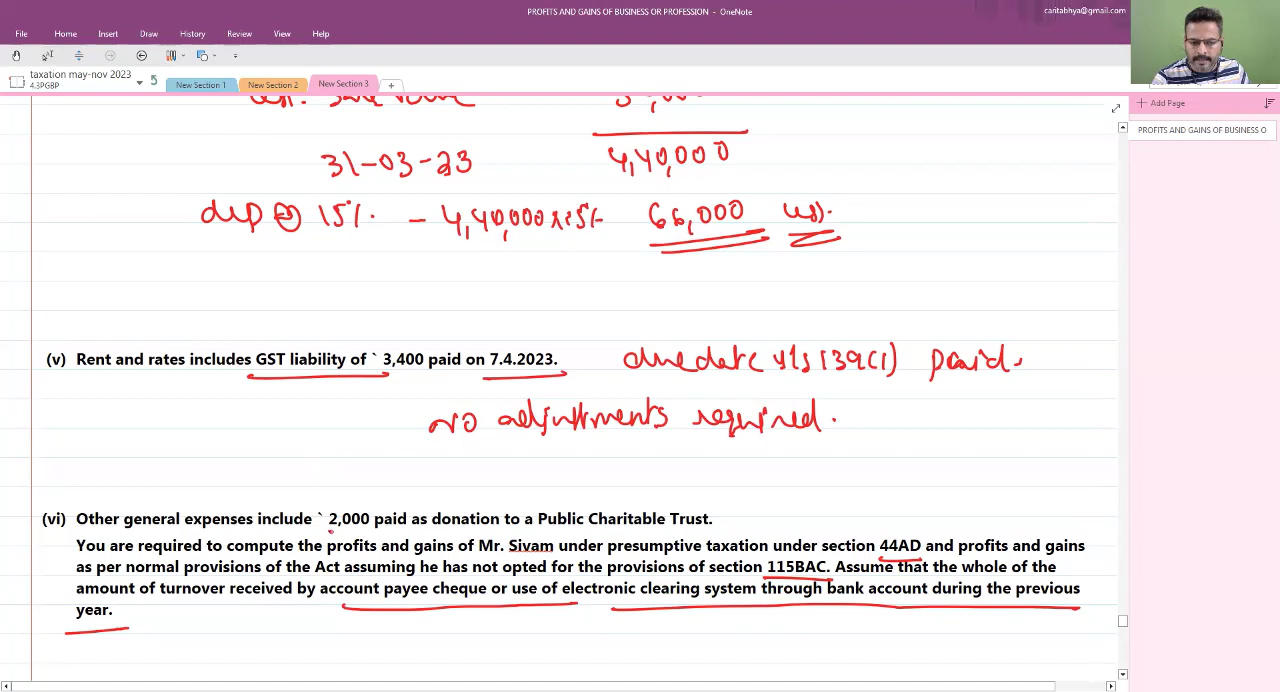 PROFITS AND GAINS OF BUSINESS OR PROFESSION - OneNote
caritabhya@gmail.com
File Home Insert Draw History Review View Help
taxation may-nov 2023
4.3PGBP
New Section 1 New Section 2 New Section 3
Add Page
PROFITS AND GAINS OF BUSINESS O
31-03-23 4,40,000
dep @ 15%. - 4,40,000x15% 66,000
(v) Rent and rates includes GST liability of ` 3,400 paid on 7.4.2023. due date u/s 139(1) paid.
no adjustments required.
(vi) Other general expenses include ` 2,000 paid as donation to a Public Charitable Trust.
You are required to compute the profits and gains of Mr. Sivam under presumptive taxation under section 44AD and profits and gains
as per normal provisions of the Act assuming he has not opted for the provisions of section 115BAC. Assume that the whole of the
amount of turnover received by account payee cheque or use of electronic clearing system through bank account during the previous
year.